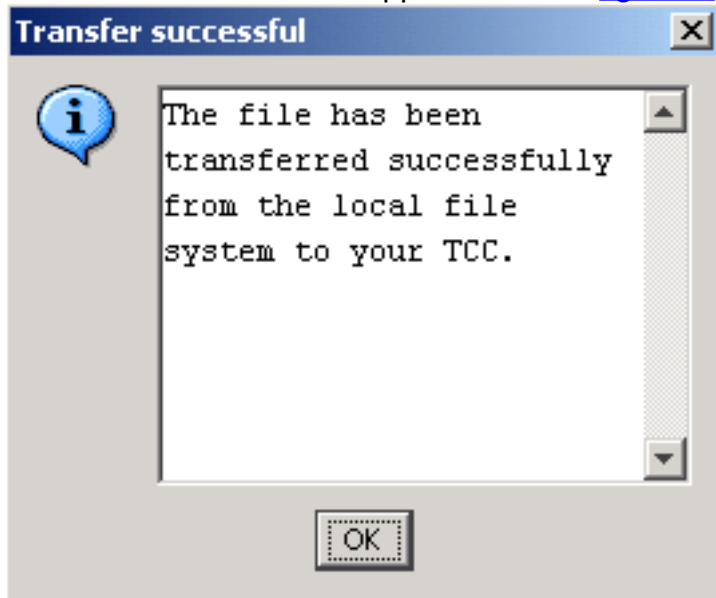 Transfer successful
The file has been
transferred successfully
from the local file
system to your TCC.
OK